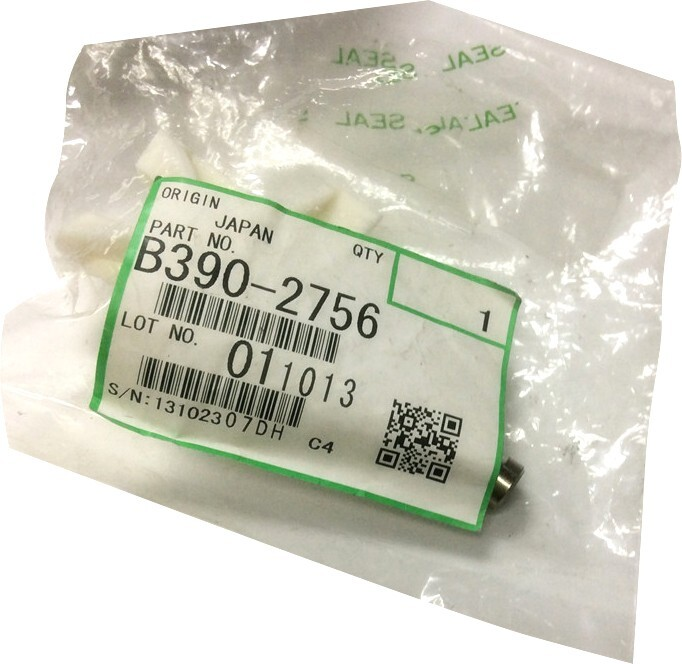 SEAL SEAL
SEAL SEAL
ORIGIN
JAPAN
PART NO.
QTY
B390-2756
1
LOT NO.
011013
S/N:13102307DH C4